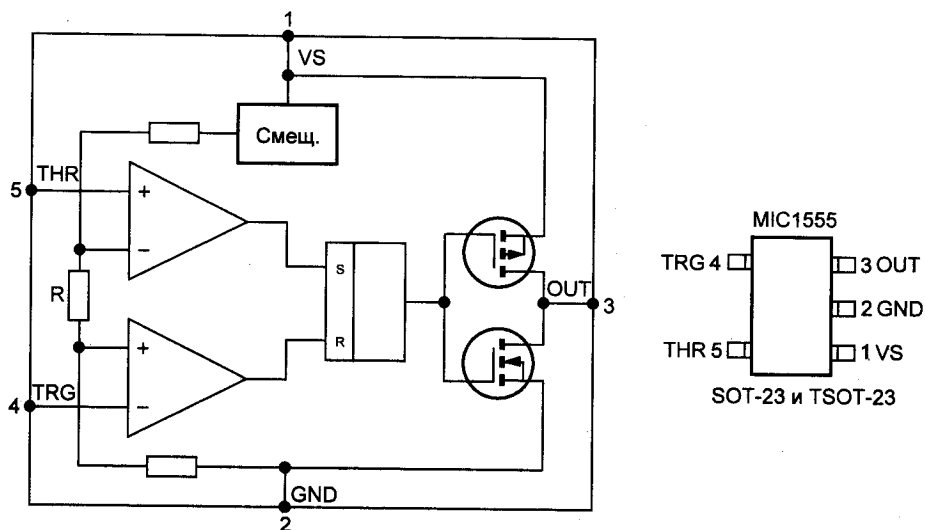 1
VS
Смещ.
5
THR
+
−
R
S
R
OUT
3
+
−
4
TRG
GND
2
MIC1555
TRG 4
3 OUT
2 GND
THR 5
1 VS
SOT-23 и TSOT-23